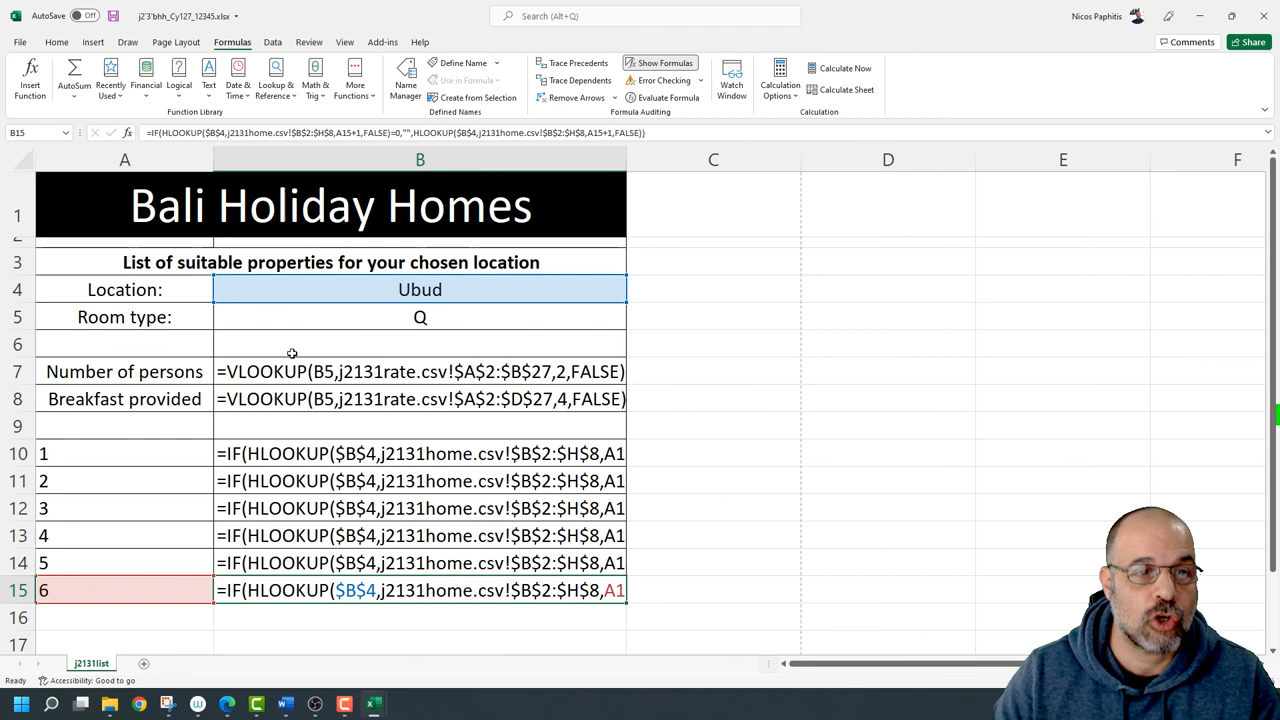 AutoSave Off j2'3'bhh_Cy127_12345.xlsx Search (Alt+Q) Nicos Paphitis
File Home Insert Draw Page Layout Formulas Data Review View Add-ins Help Comments Share
Insert Function
AutoSum
Recently Used
Financial
Logical
Text
Date & Time
Lookup & Reference
Math & Trig
More Functions
Function Library
Name Manager
Define Name
Use in Formula
Create from Selection
Defined Names
Trace Precedents
Trace Dependents
Remove Arrows
Show Formulas
Error Checking
Evaluate Formula
Formula Auditing
Watch Window
Calculation Options
Calculate Now
Calculate Sheet
Calculation
B15 fx =IF(HLOOKUP($B$4,j2131home.csv!$B$2:$H$8,A15+1,FALSE)=0,"",HLOOKUP($B$4,j2131home.csv!$B$2:$H$8,A15+1,FALSE))
A B C D E F
1 Bali Holiday Homes
2
3 List of suitable properties for your chosen location
4 Location: Ubud
5 Room type: Q
6
7 Number of persons =VLOOKUP(B5,j2131rate.csv!$A$2:$B$27,2,FALSE)
8 Breakfast provided =VLOOKUP(B5,j2131rate.csv!$A$2:$D$27,4,FALSE)
9
10 1 =IF(HLOOKUP($B$4,j2131home.csv!$B$2:$H$8,A1
11 2 =IF(HLOOKUP($B$4,j2131home.csv!$B$2:$H$8,A1
12 3 =IF(HLOOKUP($B$4,j2131home.csv!$B$2:$H$8,A1
13 4 =IF(HLOOKUP($B$4,j2131home.csv!$B$2:$H$8,A1
14 5 =IF(HLOOKUP($B$4,j2131home.csv!$B$2:$H$8,A1
15 6 =IF(HLOOKUP($B$4,j2131home.csv!$B$2:$H$8,A1
16
17
j2131list
Accessibility: Good to go